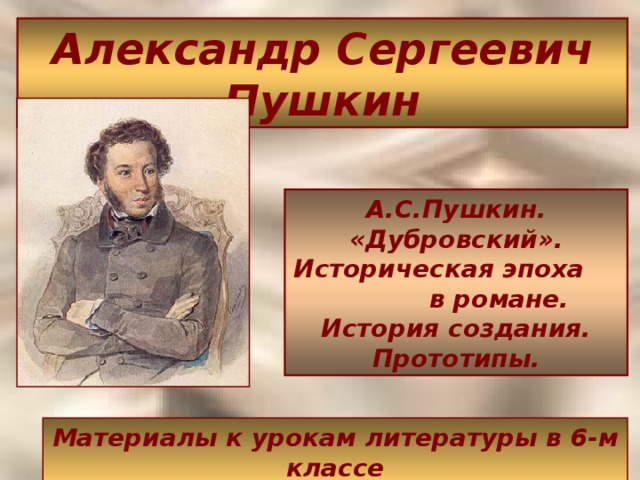 Александр Сергеевич
Пушкин
А.С.Пушкин.
«Дубровский».
Историческая эпоха
в романе.
История создания.
Прототипы.
Материалы к урокам литературы в 6-м
классе